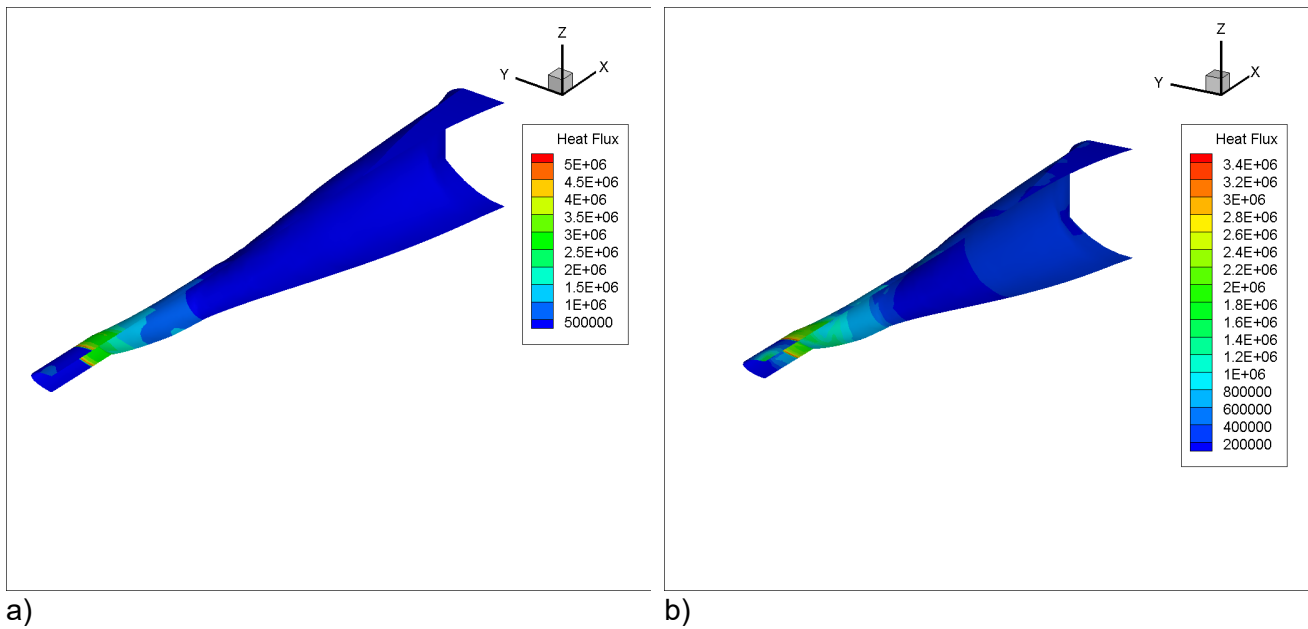 Z
Y
X
Heat Flux
5E+06
4.5E+06
4E+06
3.5E+06
3E+06
2.5E+06
2E+06
1.5E+06
1E+06
500000
a)
Z
Y
X
Heat Flux
3.4E+06
3.2E+06
3E+06
2.8E+06
2.6E+06
2.4E+06
2.2E+06
2E+06
1.8E+06
1.6E+06
1.4E+06
1.2E+06
1E+06
800000
600000
400000
200000
b)